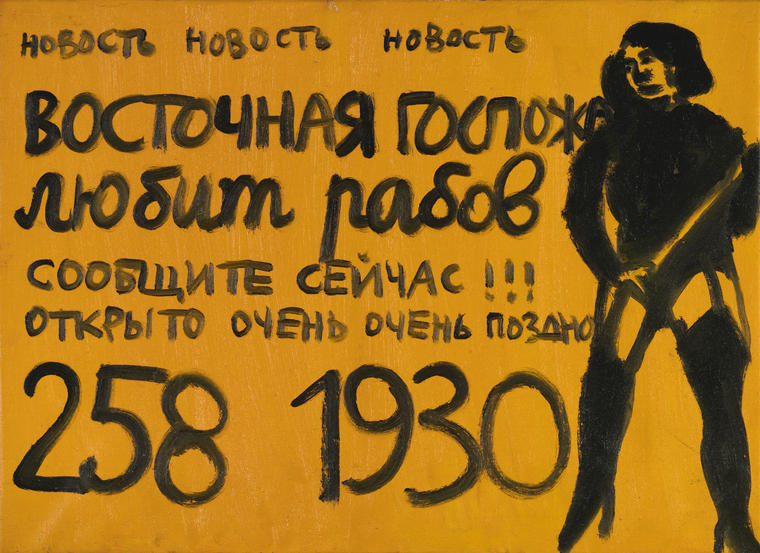 НОВОСТЬ НОВОСТЬ НОВОСТЬ
ВОСТОЧНАЯ ГОСПОЖА
любит рабов
СООБЩИТЕ СЕЙЧАС !!!
ОТКРЫТО ОЧЕНЬ ОЧЕНЬ ПОЗДНО
258 1930